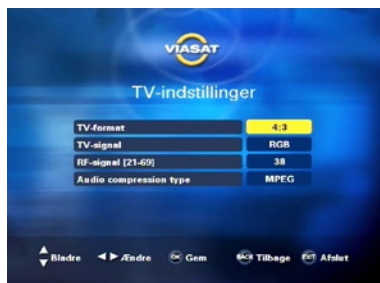 VIASAT
TV-indstillinger
TV-format 4:3
TV-signal RGB
RF-signal [21-69] 38
Audio compression type MPEG
Bladre Ændre OK Gem BACK Tilbage EXIT Afslut